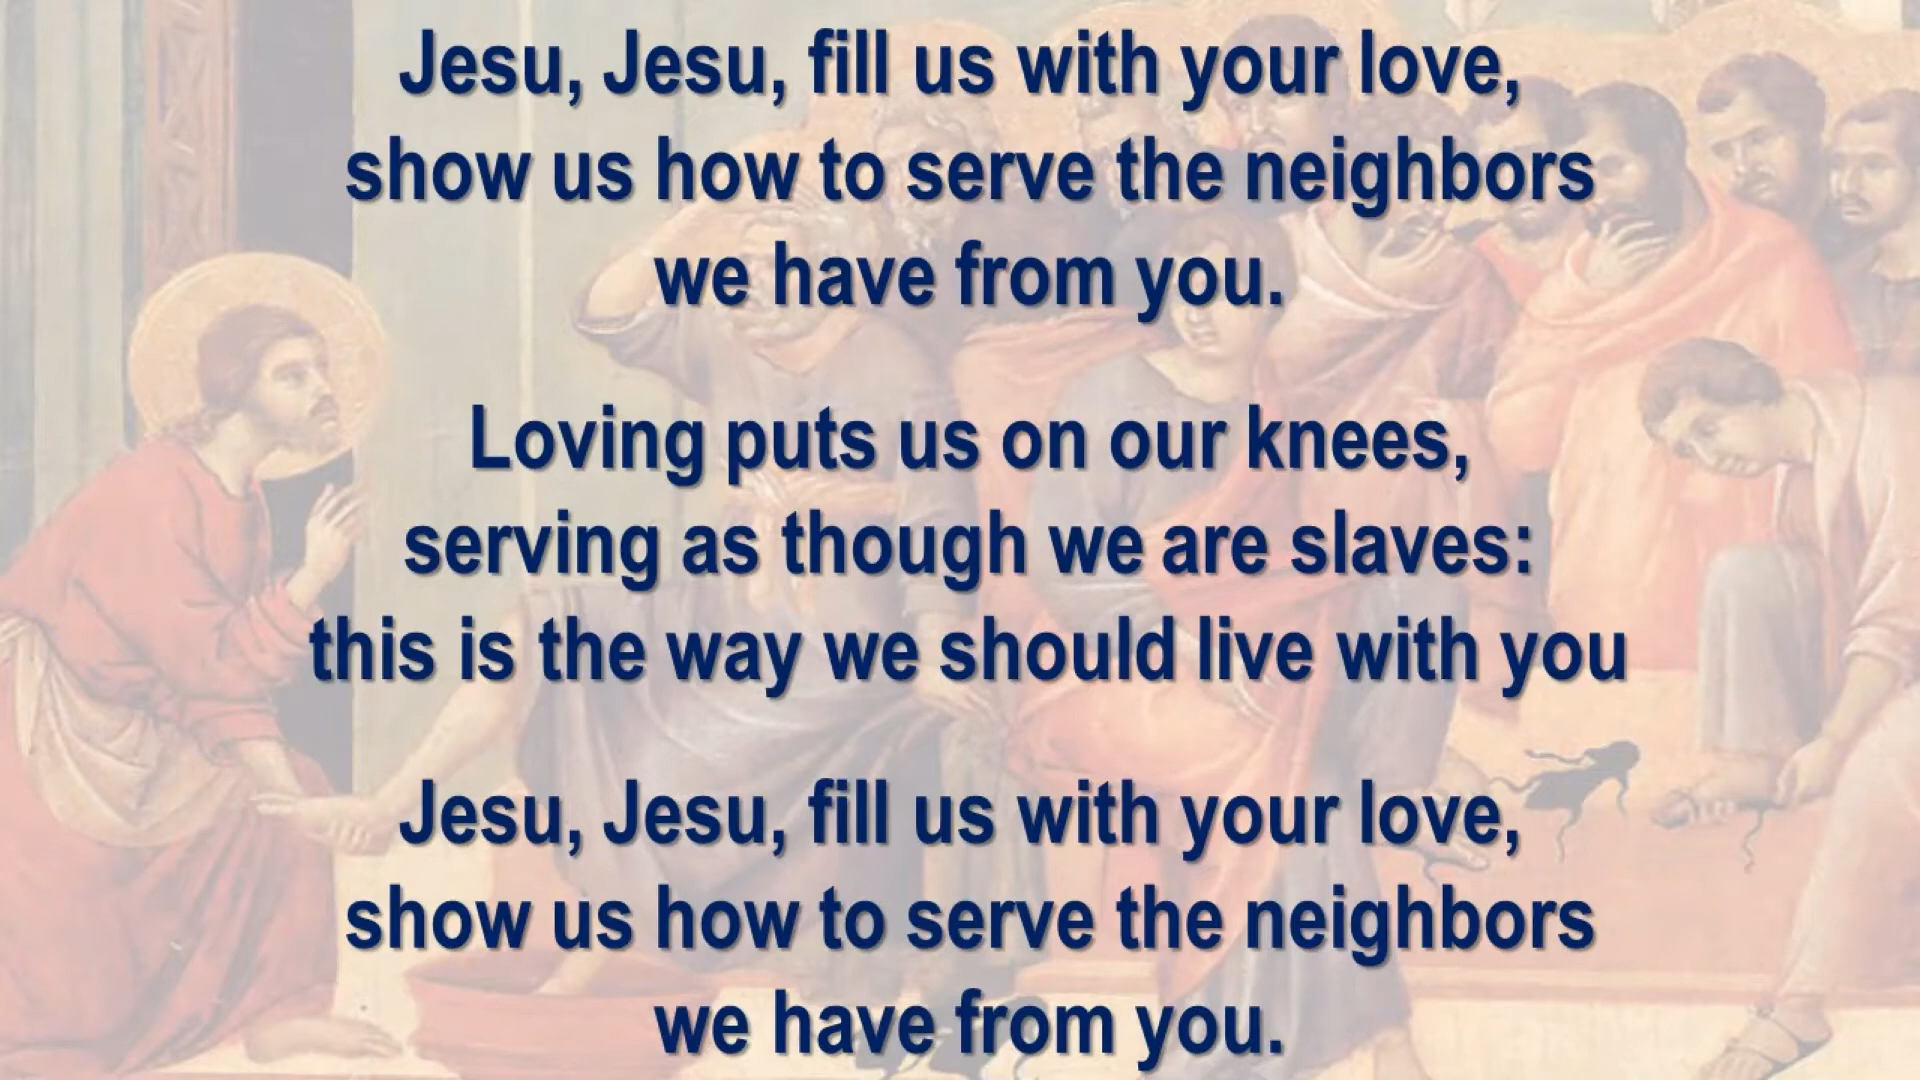 Jesu, Jesu, fill us with your love,
show us how to serve the neighbors
we have from you.
Loving puts us on our knees,
serving as though we are slaves:
this is the way we should live with you
Jesu, Jesu, fill us with your love,
show us how to serve the neighbors
we have from you.